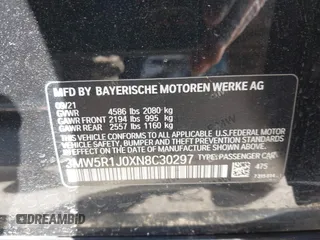 MFD BY BAYERISCHE MOTOREN WERKE AG
09/21
GVWR 4586 lbs 2080 kg
GAWR FRONT 2194 lbs 995 kg
GAWR REAR 2557 lbs 1160 kg
THIS VEHICLE CONFORMS TO ALL APPLICABLE
FEDERAL MOTOR VEHICLE SAFETY,
BUMPER, AND THEFT PREVENTION
STANDARDS IN EFFECT ON THE DATE OF
MANUFACTURE SHOWN ABOVE.
3MW5R1J0XN8C30297 TYPE:PASSENGER CAR
475
DREAMBID